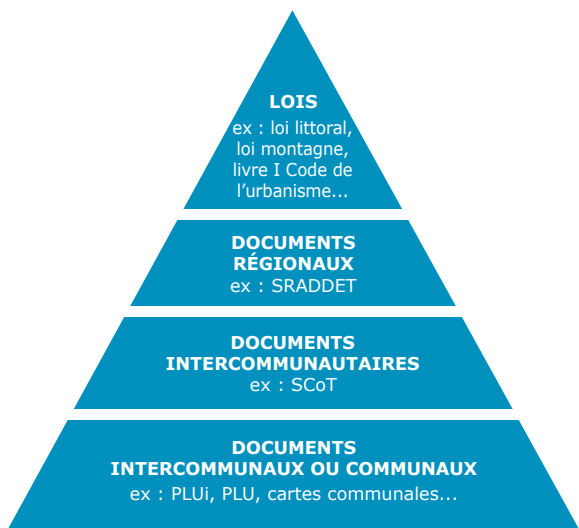 LOIS
ex : loi littoral,
loi montagne,
livre I Code de
l'urbanisme...
DOCUMENTS
RÉGIONAUX
ex : SRADDET
DOCUMENTS
INTERCOMMUNAUTAIRES
ex : SCoT
DOCUMENTS
INTERCOMMUNAUX OU COMMUNAUX
ex : PLUi, PLU, cartes communales...